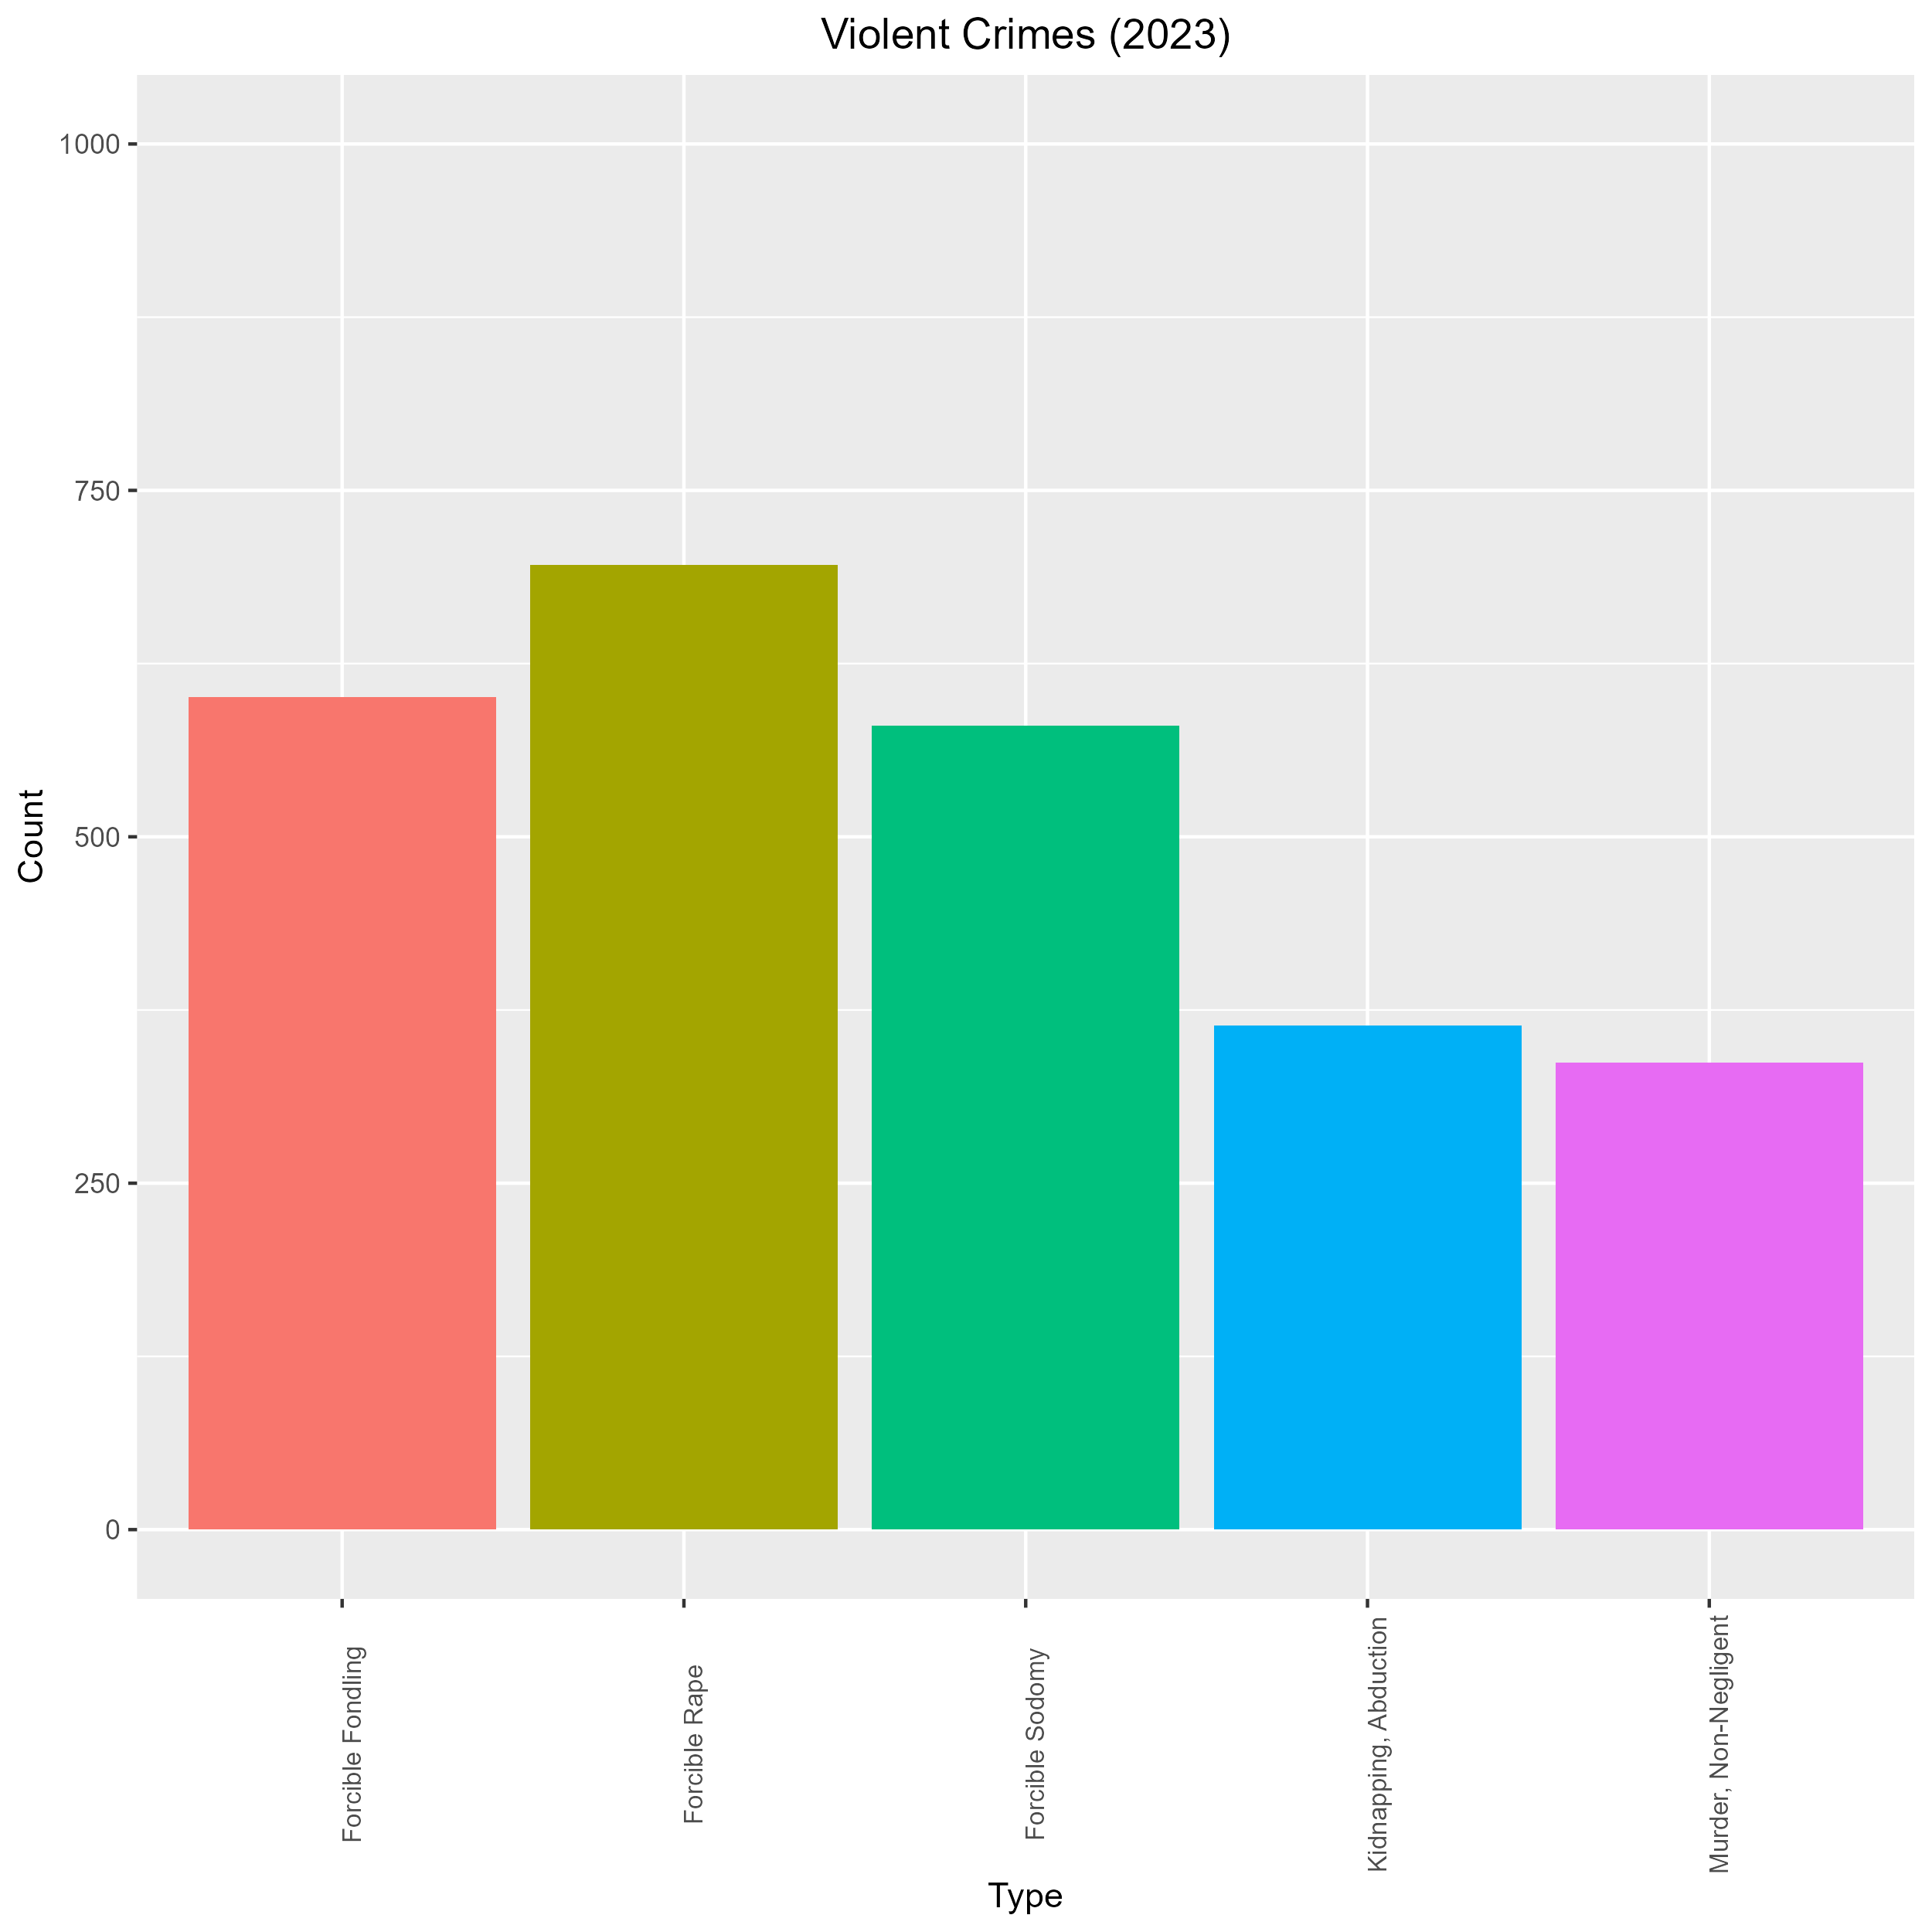 Violent Crimes (2023)
1000
750
500
250
0
Count
Forcible Fondling
Forcible Rape
Forcible Sodomy
Kidnapping, Abduction
Murder, Non-Negligent
Type